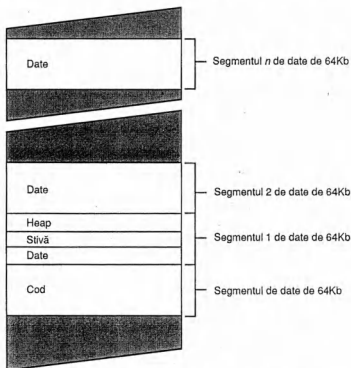 Date
Segmentul n de date de 64Kb
Date
Segmentul 2 de date de 64Kb
Heap
Stivă
Segmentul 1 de date de 64Kb
Date
Cod
Segmentul de date de 64Kb